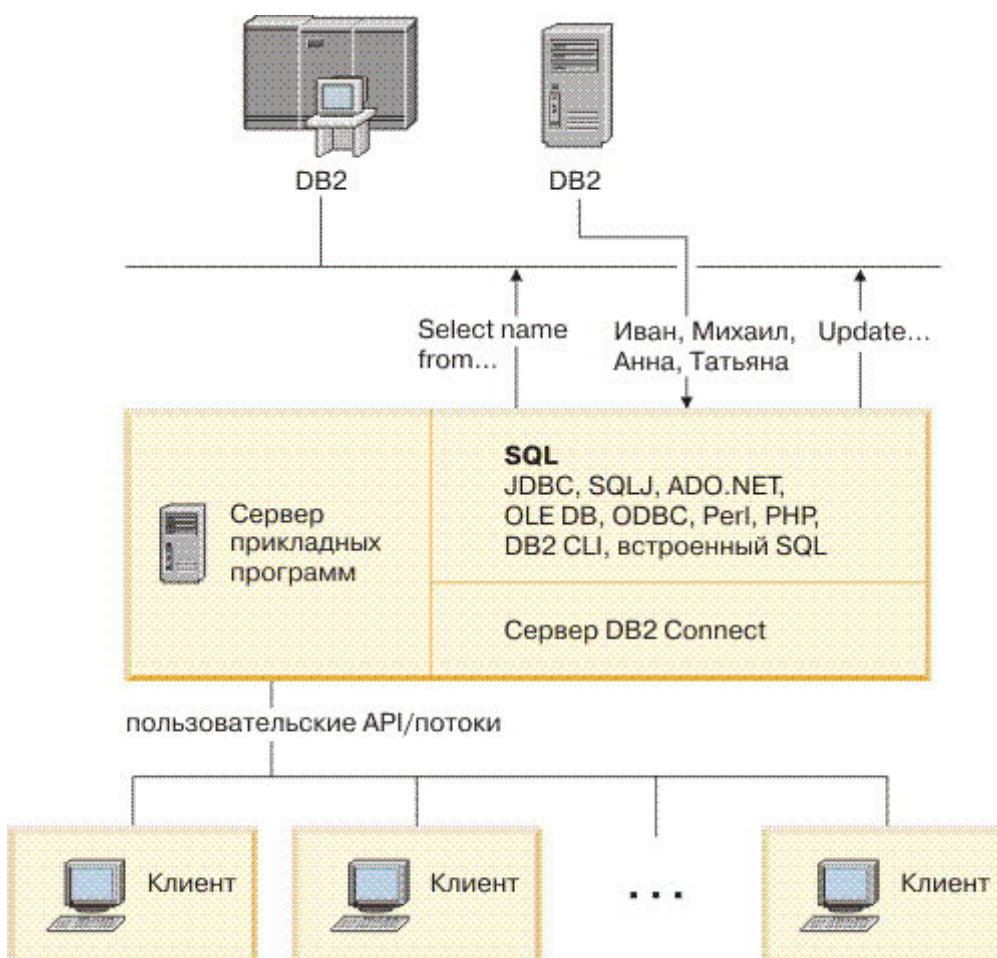 DB2
DB2
Select name
from...
Иван, Михаил,
Анна, Татьяна
Update...
Сервер
прикладных
программ
SQL
JDBC, SQLJ, ADO.NET,
OLE DB, ODBC, Perl, PHP,
DB2 CLI, встроенный SQL
Сервер DB2 Connect
пользовательские API/потоки
Клиент
Клиент
...
Клиент